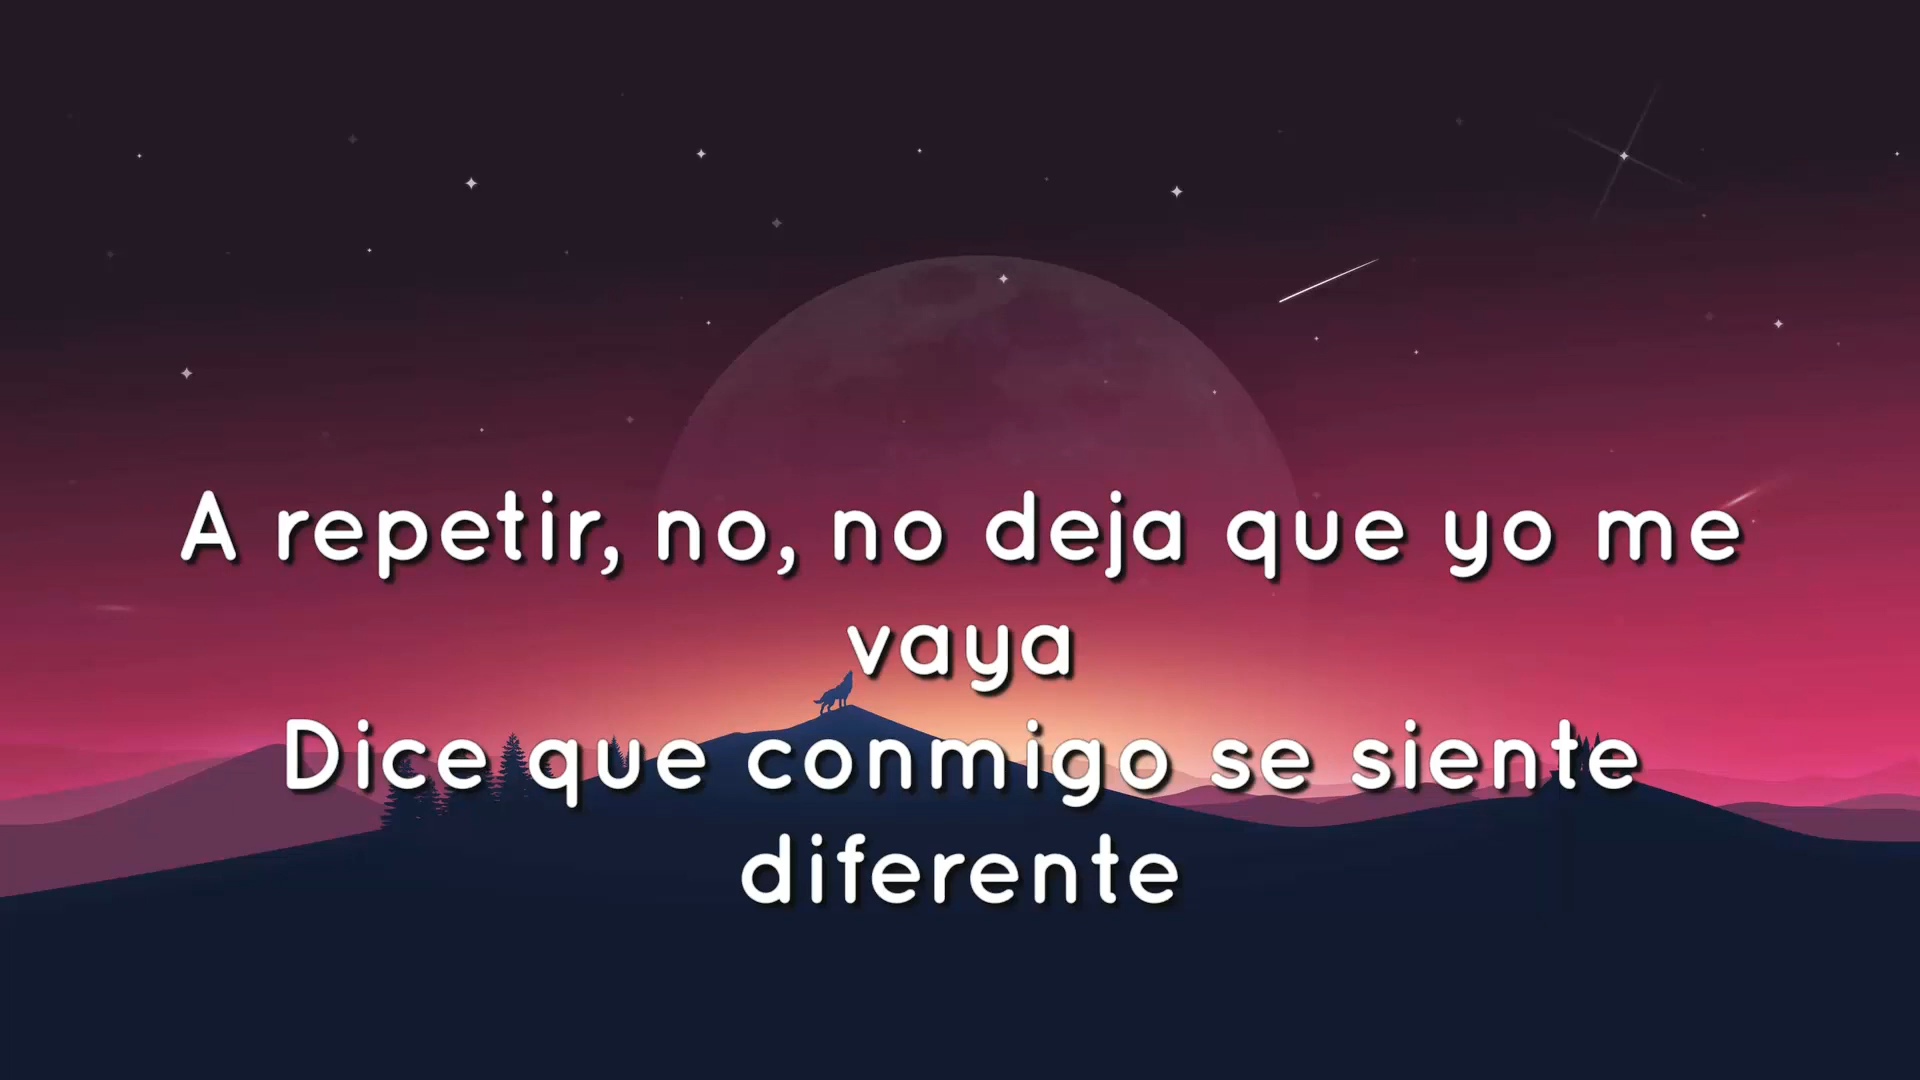 A repetir, no, no deja que yo me
vaya
Dice que conmigo se siente
diferente